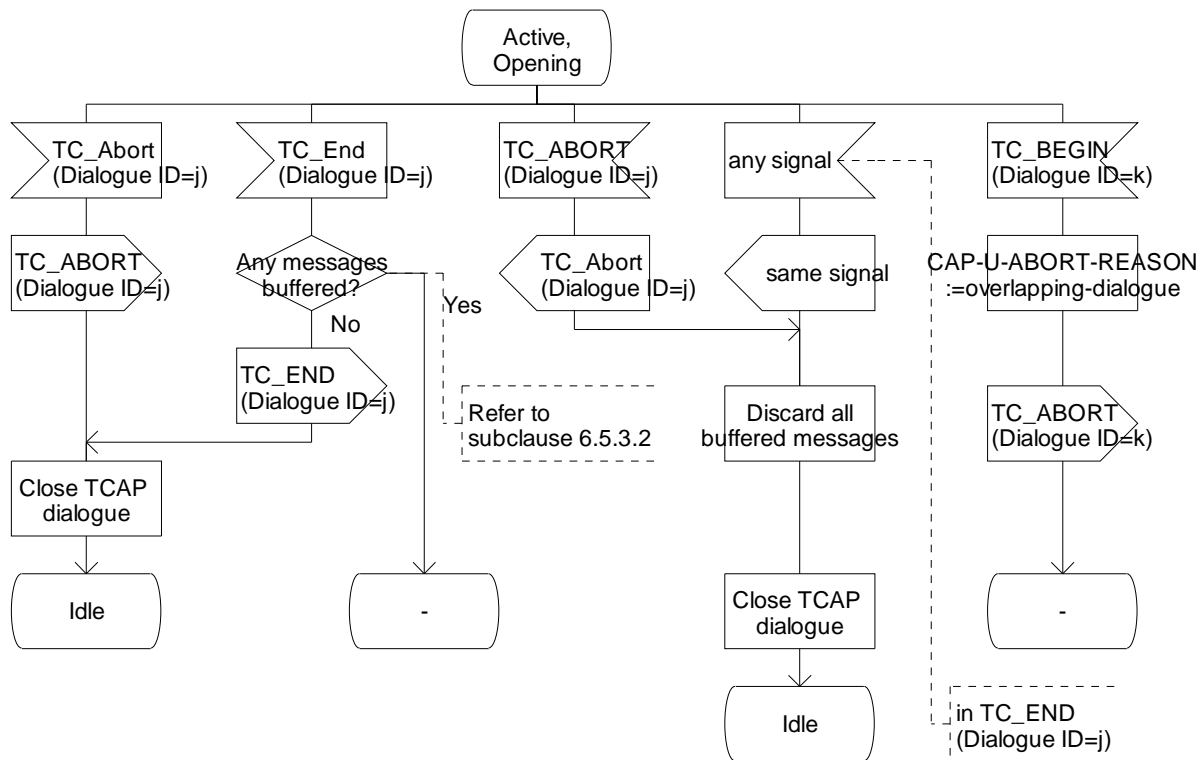 Active,
Opening
TC_Abort
(Dialogue ID=j)
TC_End
(Dialogue ID=j)
TC_ABORT
(Dialogue ID=j)
any signal
TC_BEGIN
(Dialogue ID=k)
TC_ABORT
(Dialogue ID=j)
Any messages
buffered?
TC_Abort
(Dialogue ID=j)
same signal
CAP-U-ABORT-REASON
:=overlapping-dialogue
Yes
No
TC_END
(Dialogue ID=j)
Refer to
subclause 6.5.3.2
Discard all
buffered messages
TC_ABORT
(Dialogue ID=k)
Close TCAP
dialogue
Idle
-
Close TCAP
dialogue
-
Idle
in TC_END
(Dialogue ID=j)